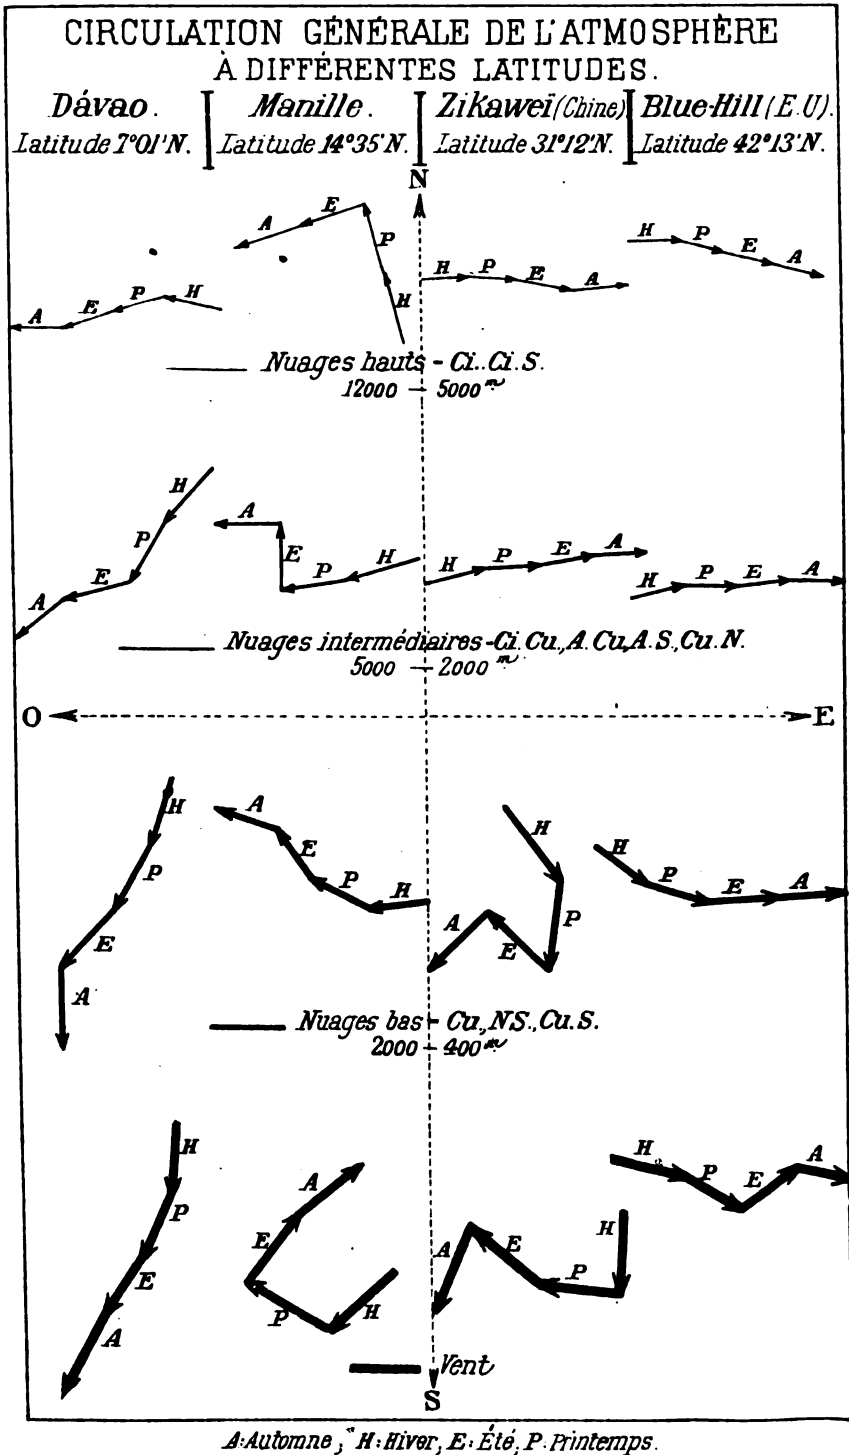 CIRCULATION GÉNÉRALE DE L'ATMOSPHÈRE
À DIFFÉRENTES LATITUDES.
Dávao. Manille. Zikaweï (Chine) Blue-Hill (E.U).
Latitude 7°01'N. Latitude 14°35'N. Latitude 31°12'N. Latitude 42°13'N.
N
A E P H
A E P H
H P E A
H P E A
Nuages hauts - Ci.. Ci.S.
12000 - 5000 m
A E P H
A E P H
H P E A
H P E A
Nuages intermédiaires - Ci.Cu., A.Cu, A.S., Cu.N.
5000 - 2000 m
O E
H P E A
A E P H
H P E A
H P E A
Nuages bas - Cu., NS., Cu.S.
2000 - 400 m
H P E A
A E P H
A E P H
H P E A
Vent
S
A: Automne, " H: Hiver, E: Été, P. Printemps.